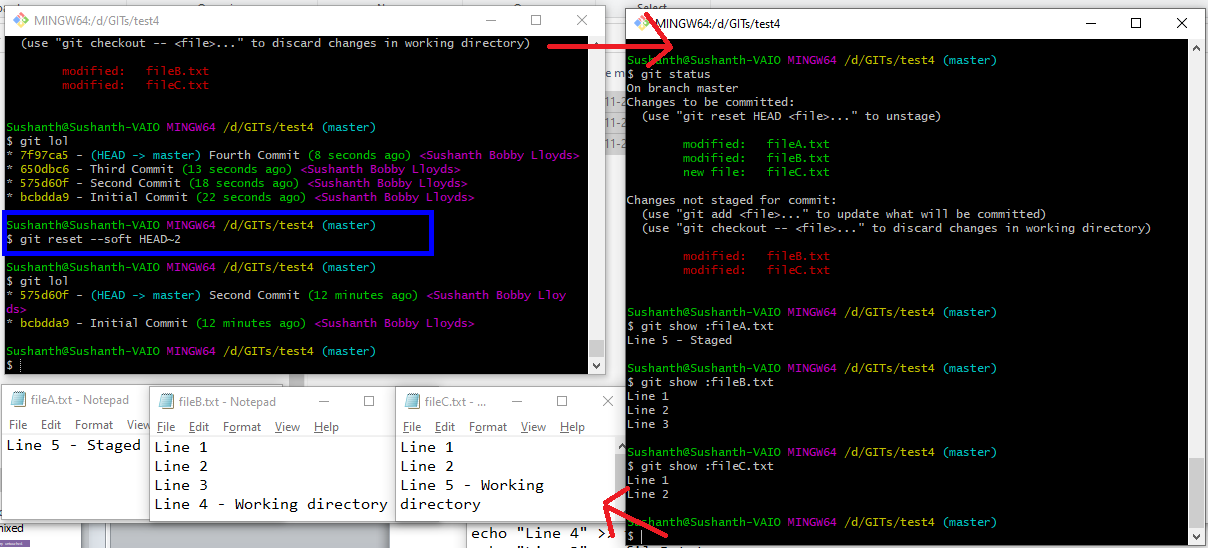 MINGW64:/d/GITs/test4
(use "git checkout -- <file>..." to discard changes in working directory)
modified:   fileB.txt
modified:   fileC.txt
Sushanth@Sushanth-VAIO MINGW64 /d/GITs/test4 (master)
$ git lol
* 7f97ca5 - (HEAD -> master) Fourth Commit (8 seconds ago) <Sushanth Bobby Lloyds>
* 650dbc6 - Third Commit (13 seconds ago) <Sushanth Bobby Lloyds>
* 575d60f - Second Commit (18 seconds ago) <Sushanth Bobby Lloyds>
* bcbdda9 - Initial Commit (22 seconds ago) <Sushanth Bobby Lloyds>
Sushanth@Sushanth-VAIO MINGW64 /d/GITs/test4 (master)
$ git reset --soft HEAD~2
Sushanth@Sushanth-VAIO MINGW64 /d/GITs/test4 (master)
$ git lol
* 575d60f - (HEAD -> master) Second Commit (12 minutes ago) <Sushanth Bobby Lloy
ds>
* bcbdda9 - Initial Commit (12 minutes ago) <Sushanth Bobby Lloyds>
Sushanth@Sushanth-VAIO MINGW64 /d/GITs/test4 (master)
$
MINGW64:/d/GITs/test4
Sushanth@Sushanth-VAIO MINGW64 /d/GITs/test4 (master)
$ git status
On branch master
Changes to be committed:
(use "git reset HEAD <file>..." to unstage)
modified:   fileA.txt
modified:   fileB.txt
new file:   fileC.txt
Changes not staged for commit:
(use "git add <file>..." to update what will be committed)
(use "git checkout -- <file>..." to discard changes in working directory)
modified:   fileB.txt
modified:   fileC.txt
Sushanth@Sushanth-VAIO MINGW64 /d/GITs/test4 (master)
$ git show :fileA.txt
Line 5 - Staged
Sushanth@Sushanth-VAIO MINGW64 /d/GITs/test4 (master)
$ git show :fileB.txt
Line 1
Line 2
Line 3
Sushanth@Sushanth-VAIO MINGW64 /d/GITs/test4 (master)
$ git show :fileC.txt
Line 1
Line 2
Sushanth@Sushanth-VAIO MINGW64 /d/GITs/test4 (master)
$
fileA.txt - Notepad
File Edit Format View
Line 5 - Staged
fileB.txt - Notepad
File Edit Format View Help
Line 1
Line 2
Line 3
Line 4 - Working directory
fileC.txt - ...
File Edit Format View Help
Line 1
Line 2
Line 5 - Working
directory
echo "Line 4" >